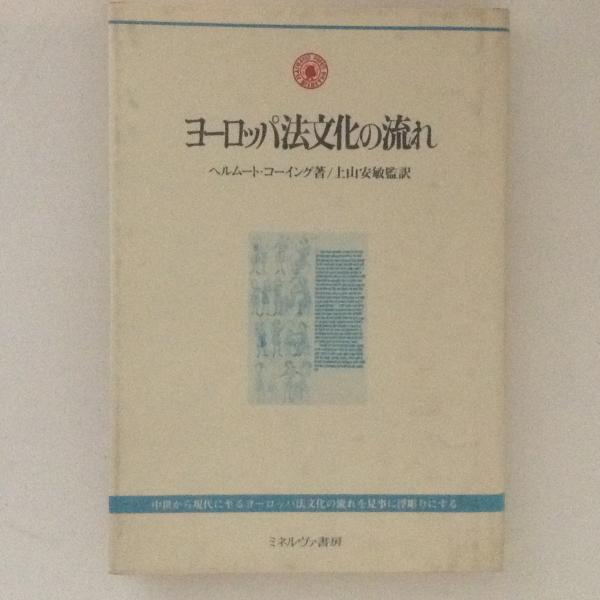 ヨーロッパ法文化の流れ
ヘルムート・コーイング著/上山安敏監訳
中世から現代に至るヨーロッパ法文化の流れを見事に浮彫りにする
ミネルヴァ書房